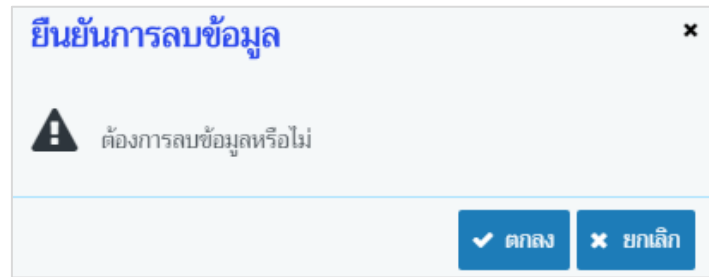 ยืนยันการลบข้อมูล
ต้องการลบข้อมูลหรือไม่
ตกลง ยกเลิก